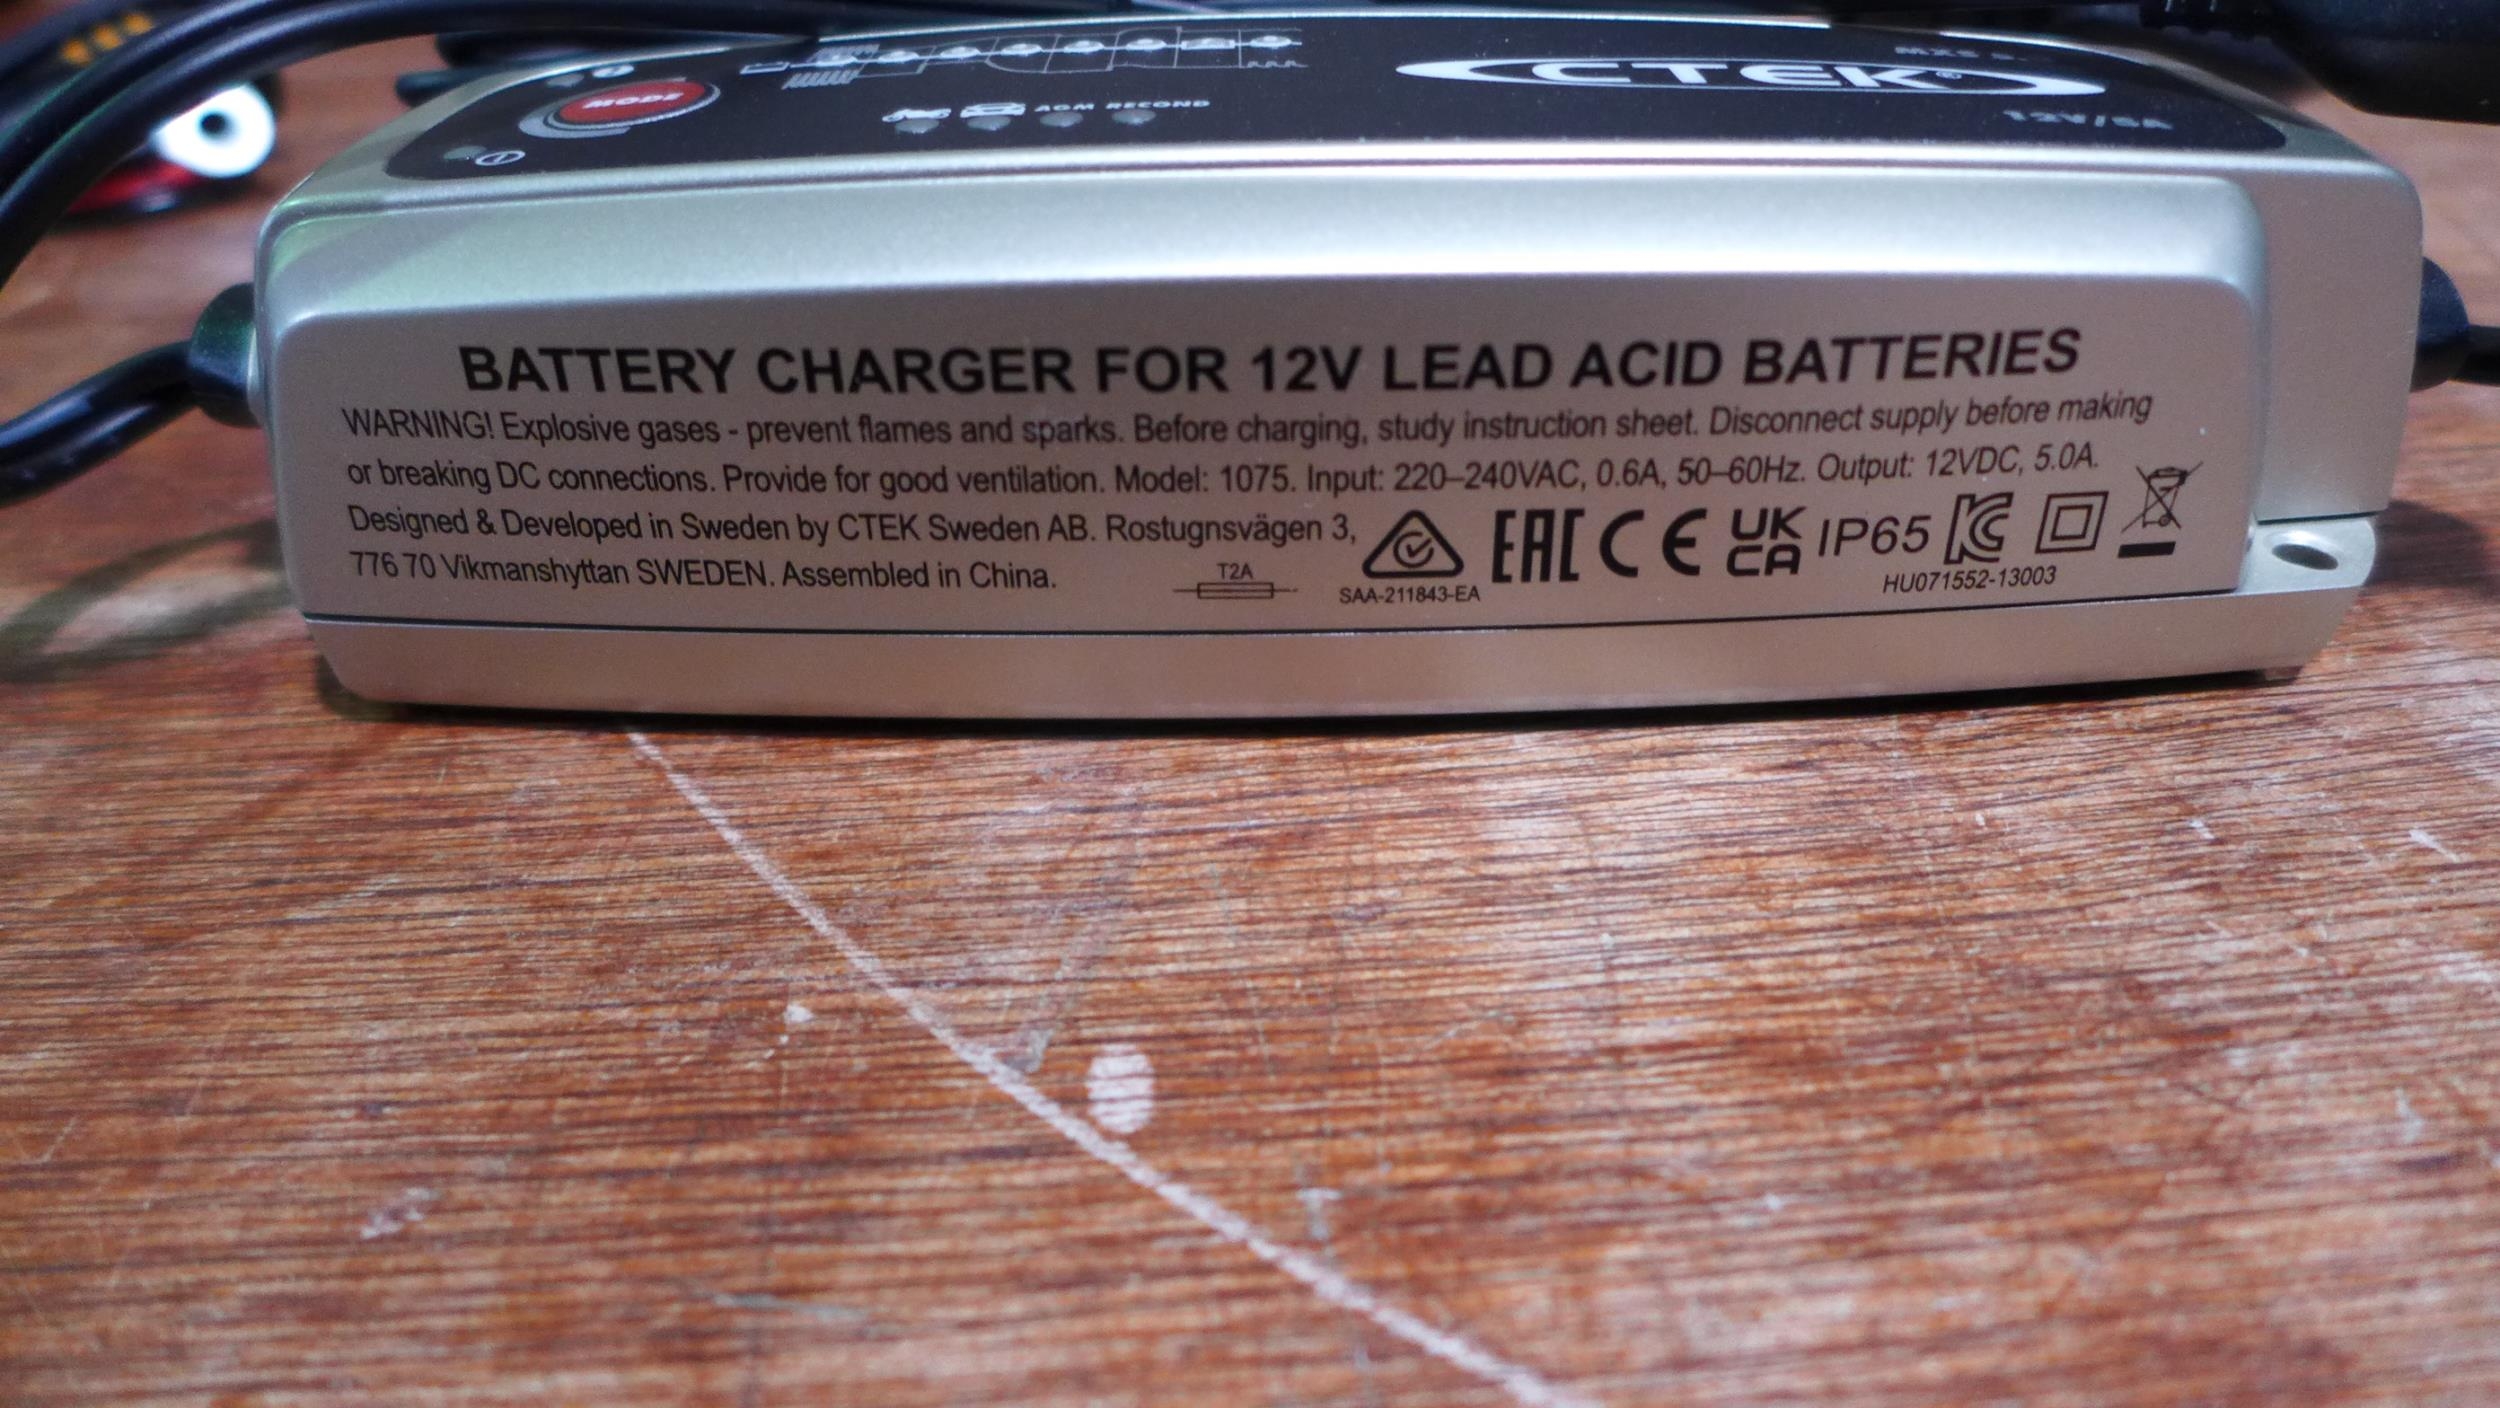 MODE
AGM RECOND
CTEK®
12V/5A
BATTERY CHARGER FOR 12V LEAD ACID BATTERIES
WARNING! Explosive gases - prevent flames and sparks. Before charging, study instruction sheet. Disconnect supply before making
or breaking DC connections. Provide for good ventilation. Model: 1075. Input: 220–240VAC, 0.6A, 50–60Hz. Output: 12VDC, 5.0A.
Designed & Developed in Sweden by CTEK Sweden AB. Rostugnsvägen 3,
776 70 Vikmanshyttan SWEDEN. Assembled in China.
T2A
SAA-211843-EA
EAC CE UK CA IP65 KC
HU071552-13003